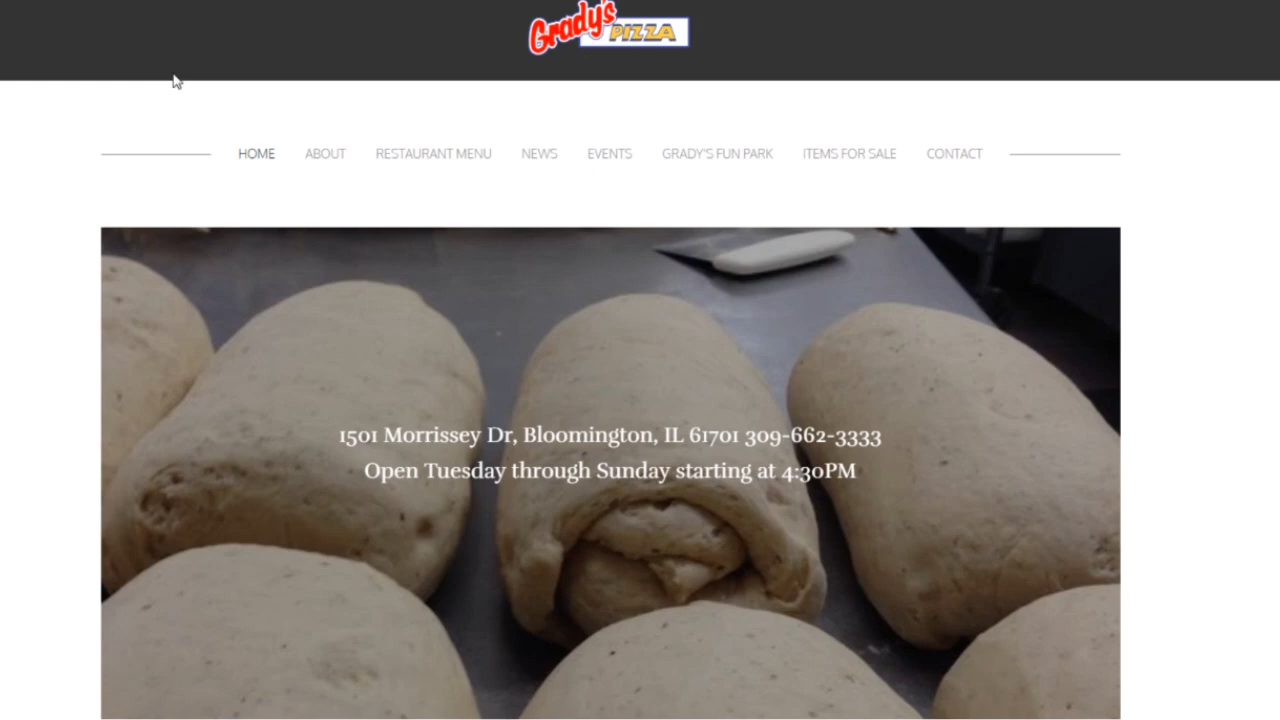 Grady's PIZZA
HOME ABOUT RESTAURANT MENU NEWS EVENTS GRADY'S FUN PARK ITEMS FOR SALE CONTACT
1501 Morrissey Dr, Bloomington, IL 61701 309-662-3333
Open Tuesday through Sunday starting at 4:30PM